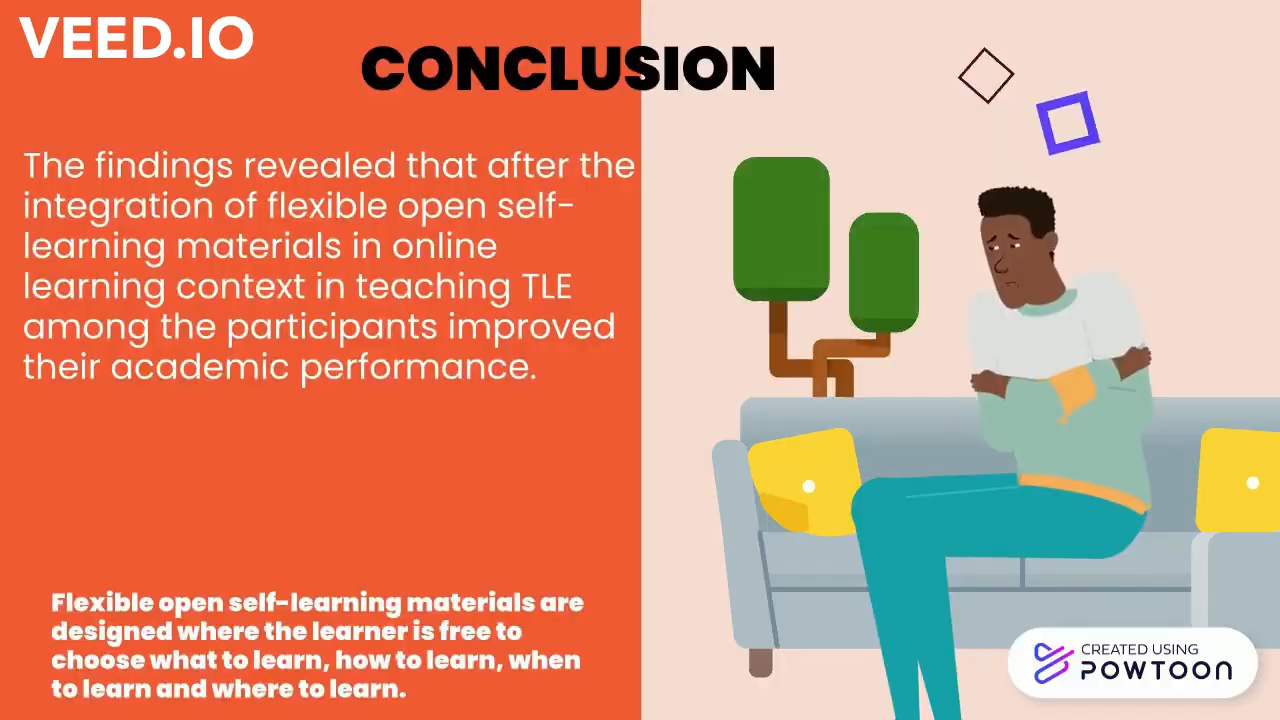 VEED.IO
CONCLUSION
The findings revealed that after the
integration of flexible open self-
learning materials in online
learning context in teaching TLE
among the participants improved
their academic performance.
Flexible open self-learning materials are
designed where the learner is free to
choose what to learn, how to learn, when
to learn and where to learn.
CREATED USING
POWTOON